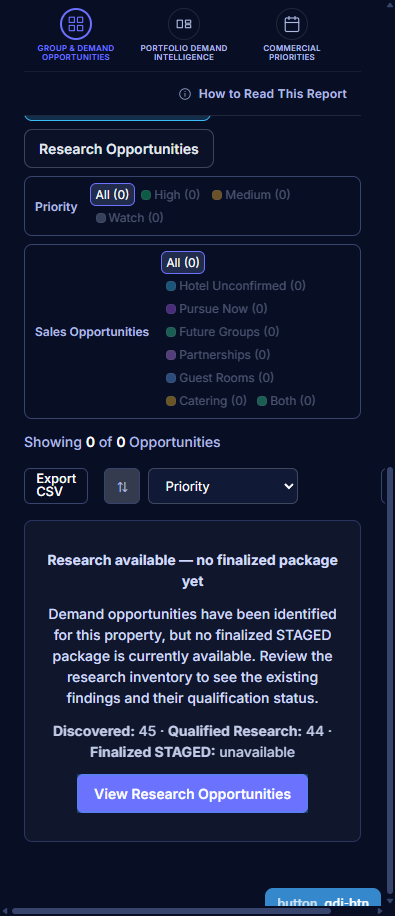 GROUP & DEMAND
OPPORTUNITIES
PORTFOLIO DEMAND
INTELLIGENCE
COMMERCIAL
PRIORITIES
How to Read This Report
Research Opportunities
Priority
All (0) High (0) Medium (0)
Watch (0)
Sales Opportunities
All (0)
Hotel Unconfirmed (0)
Pursue Now (0)
Future Groups (0)
Partnerships (0)
Guest Rooms (0)
Catering (0) Both (0)
Showing 0 of 0 Opportunities
Export
CSV
Priority
Research available — no finalized package
yet
Demand opportunities have been identified
for this property, but no finalized STAGED
package is currently available. Review the
research inventory to see the existing
findings and their qualification status.
Discovered: 45 · Qualified Research: 44 ·
Finalized STAGED: unavailable
View Research Opportunities
button